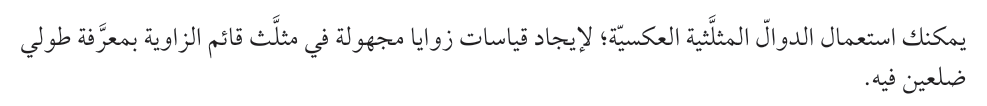 يمكنك استعمال الدوالّ المثلَّثية العكسيّة؛ لإيجاد قياسات زوايا مجهولة في مثلَّث قائم الزاوية بمعرَّفة طولي
ضلعين فيه.